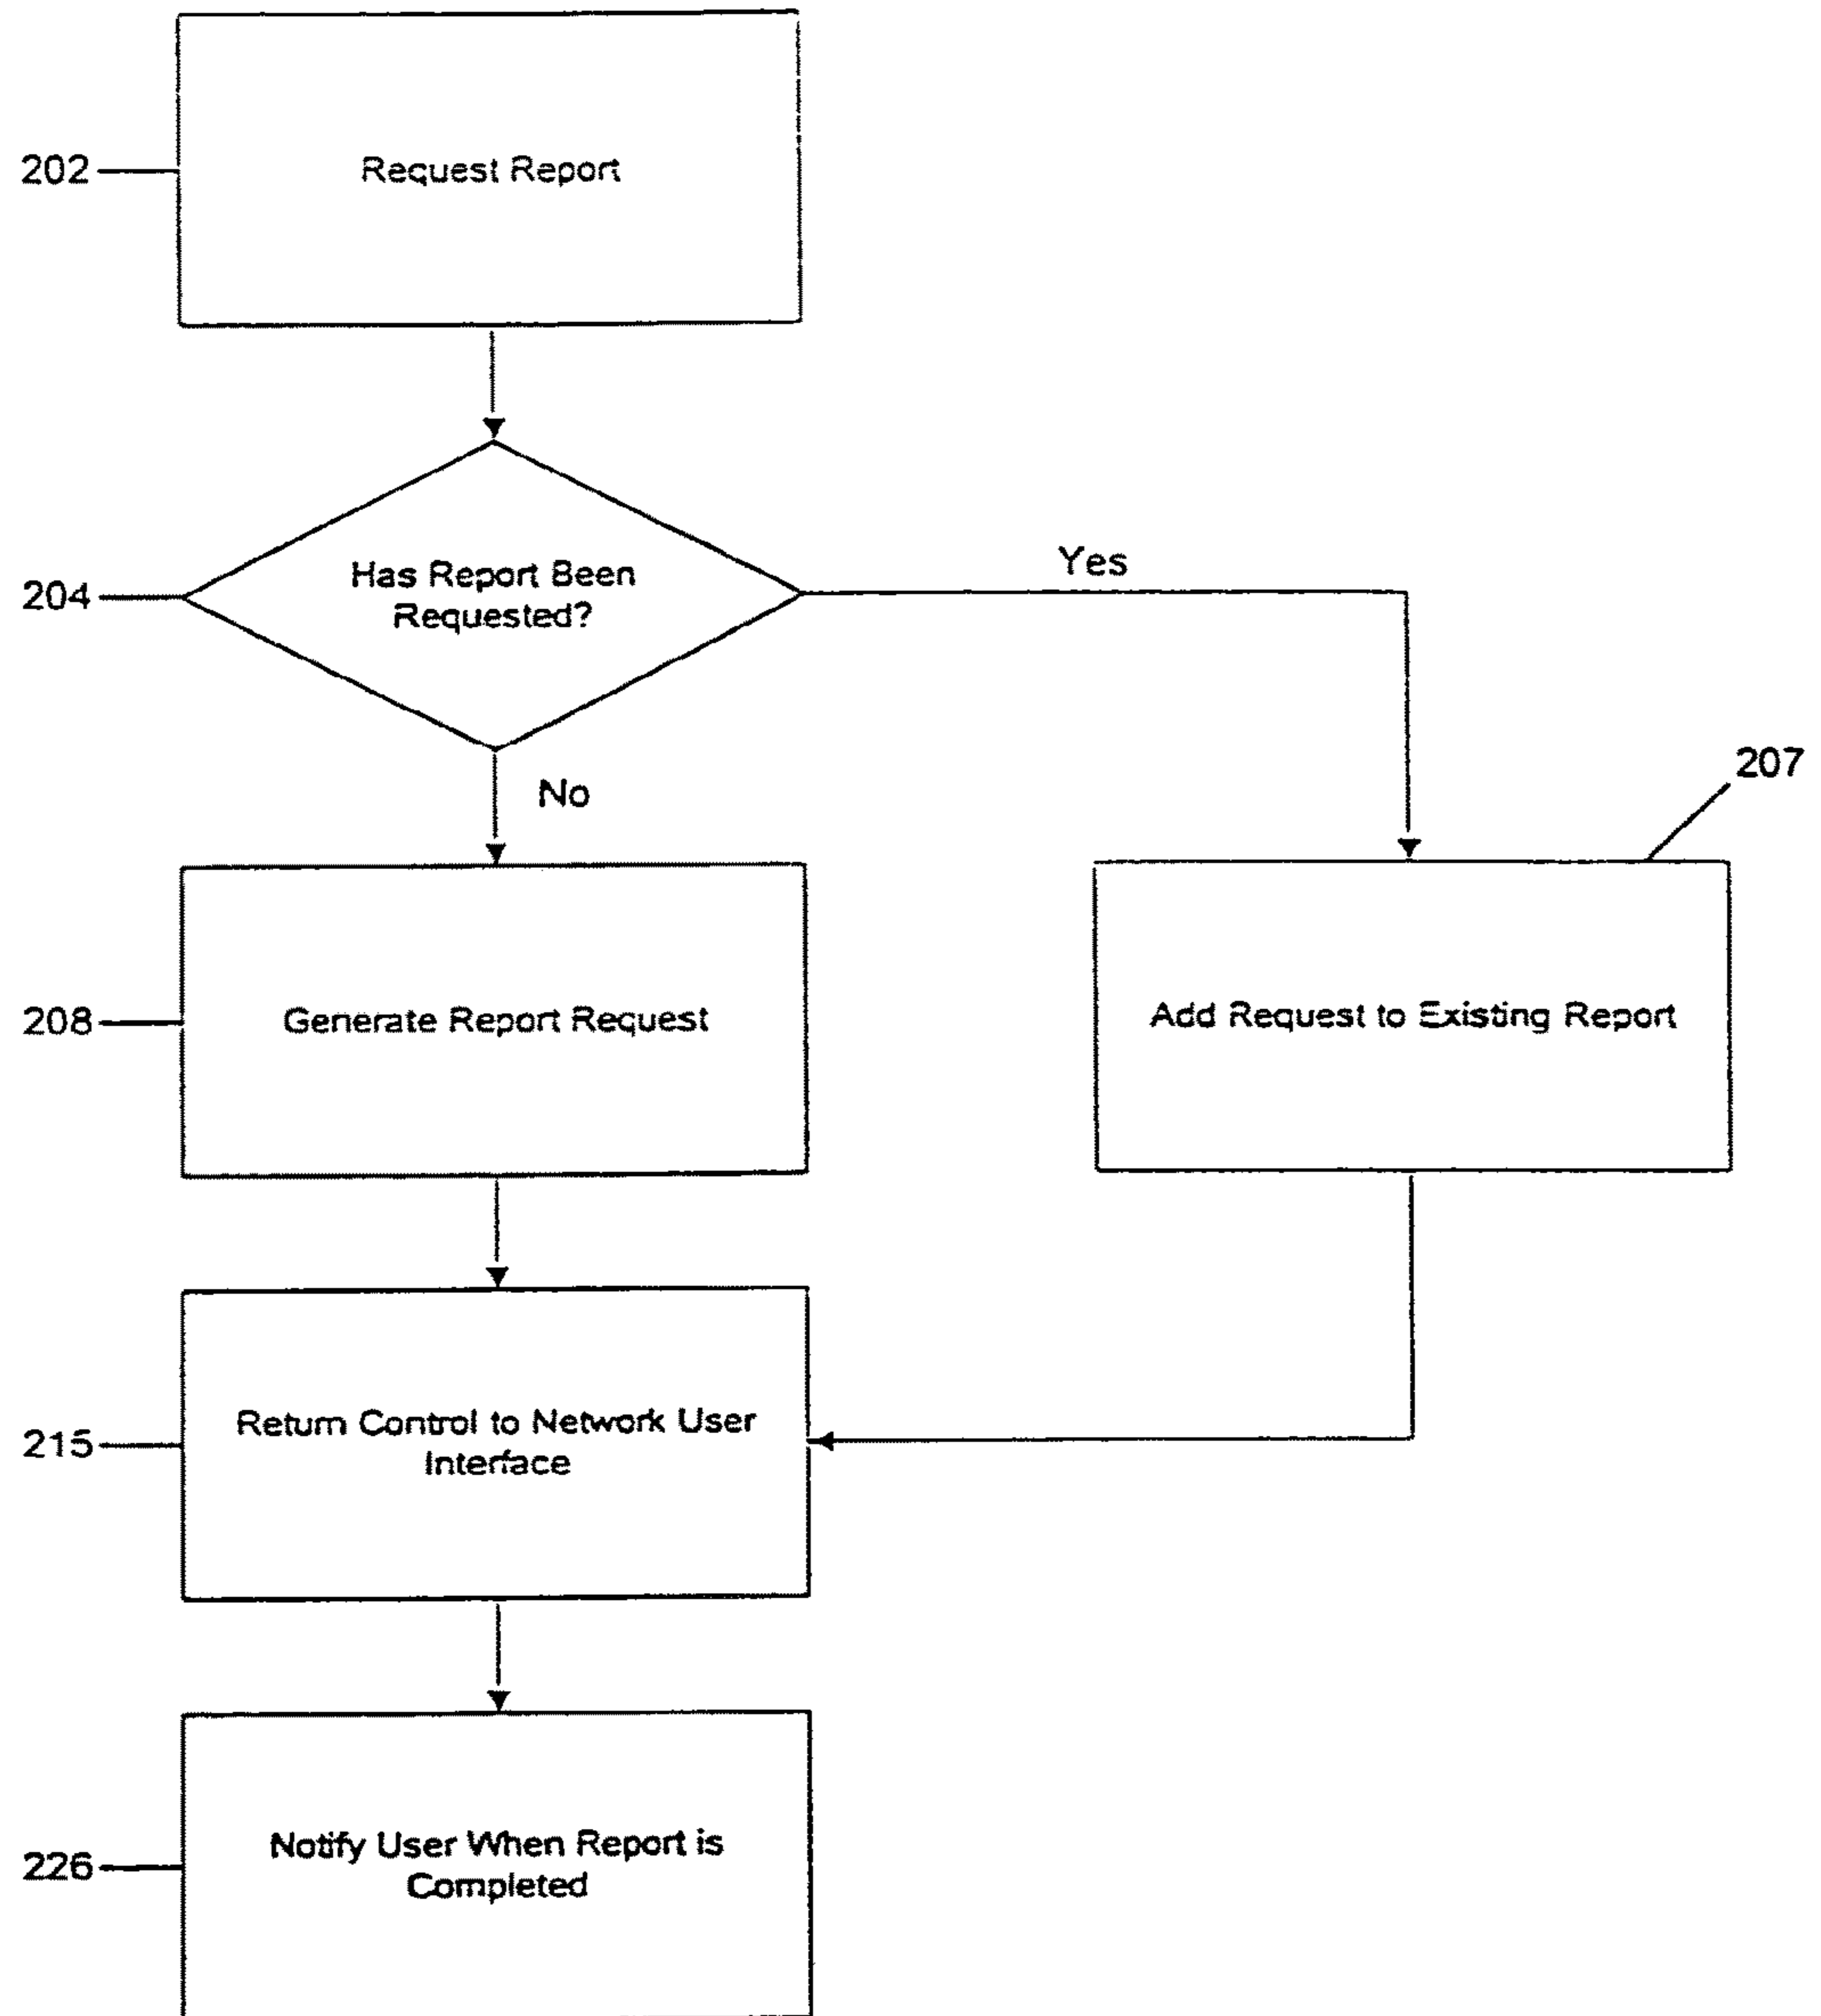 202
Request Report
204
Has Report Been
Requested?
Yes
No
207
208
Generate Report Request
Add Request to Existing Report
215
Return Control to Network User
Interface
226
Notify User When Report is
Completed